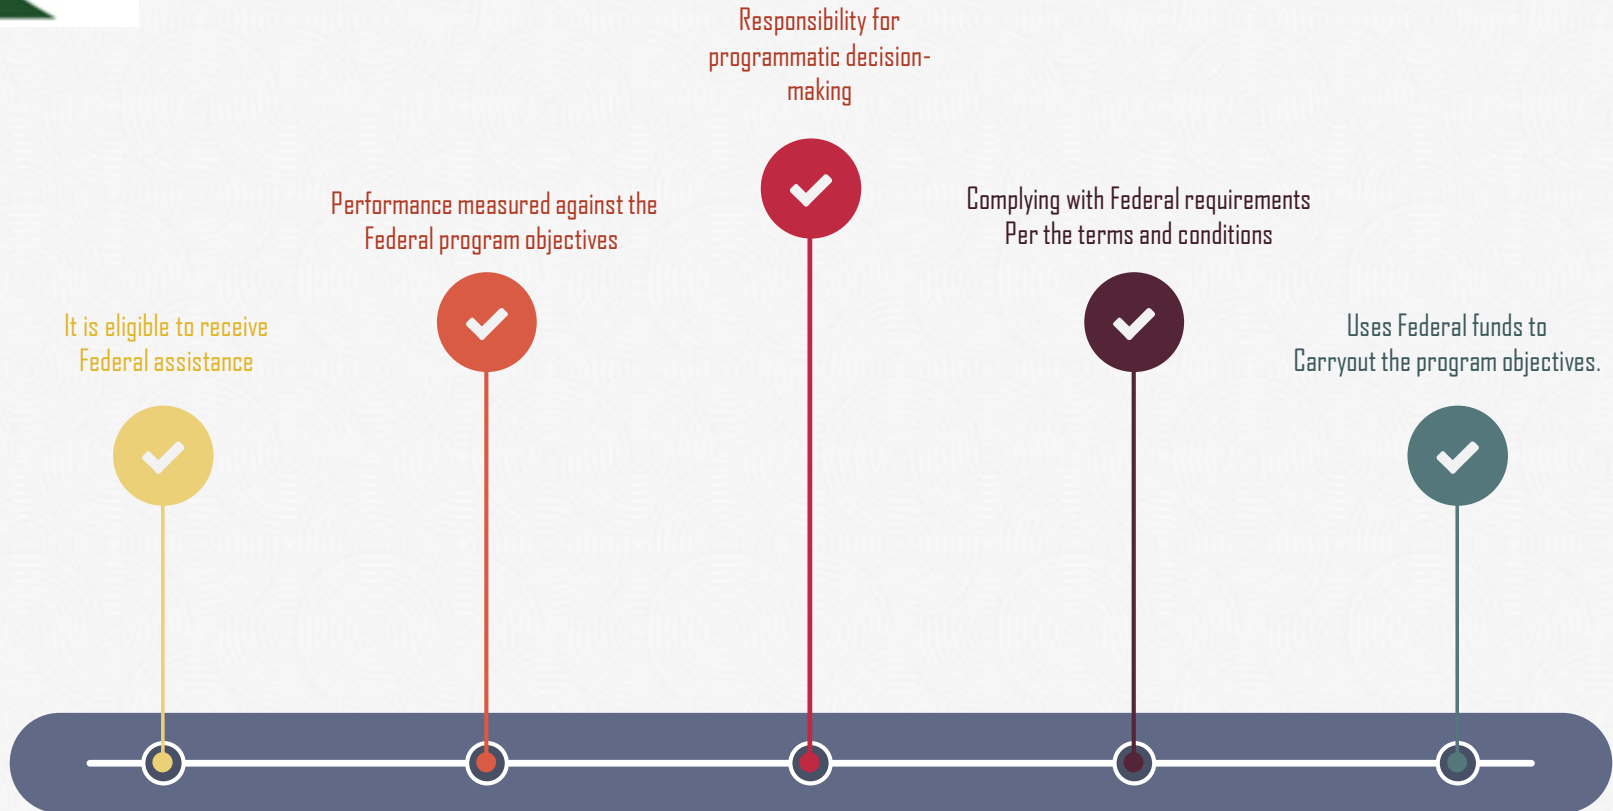 It is eligible to receive
Federal assistance
Performance measured against the
Federal program objectives
Responsibility for
programmatic decision-
making
Complying with Federal requirements
Per the terms and conditions
Uses Federal funds to
Carryout the program objectives.